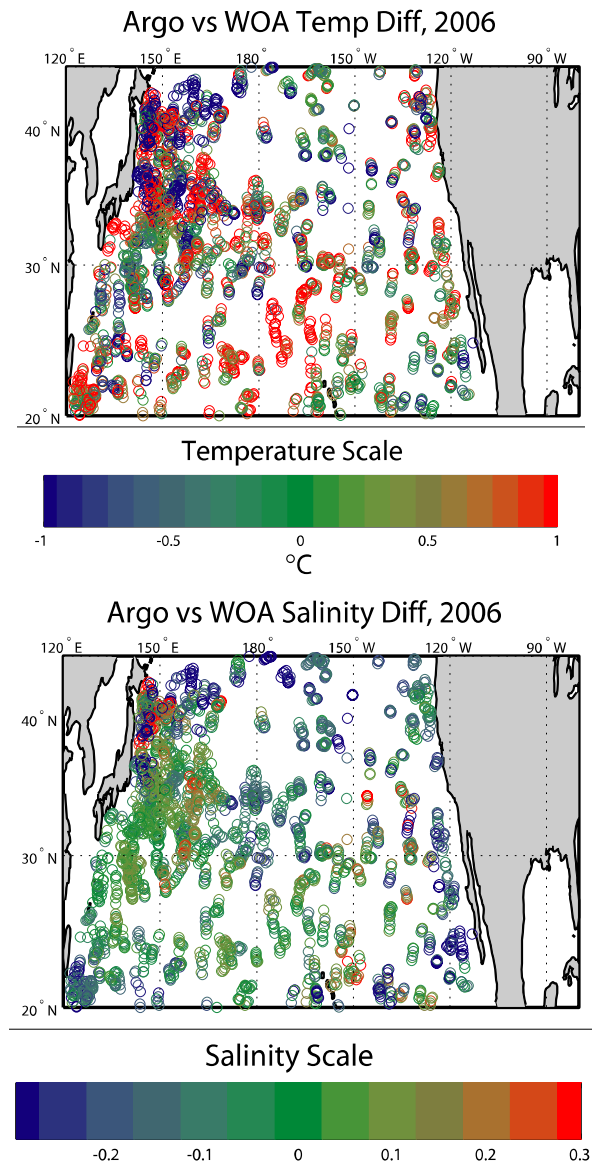 Argo vs WOA Temp Diff, 2006
120° E 150° E 180° 150° W 120° W 90° W
40° N
30° N
20° N
Temperature Scale
-1 -0.5 0 0.5 1
°C
Argo vs WOA Salinity Diff, 2006
120° E 150° E 180° 150° W 120° W 90° W
40° N
30° N
20° N
Salinity Scale
-0.2 -0.1 0 0.1 0.2 0.3